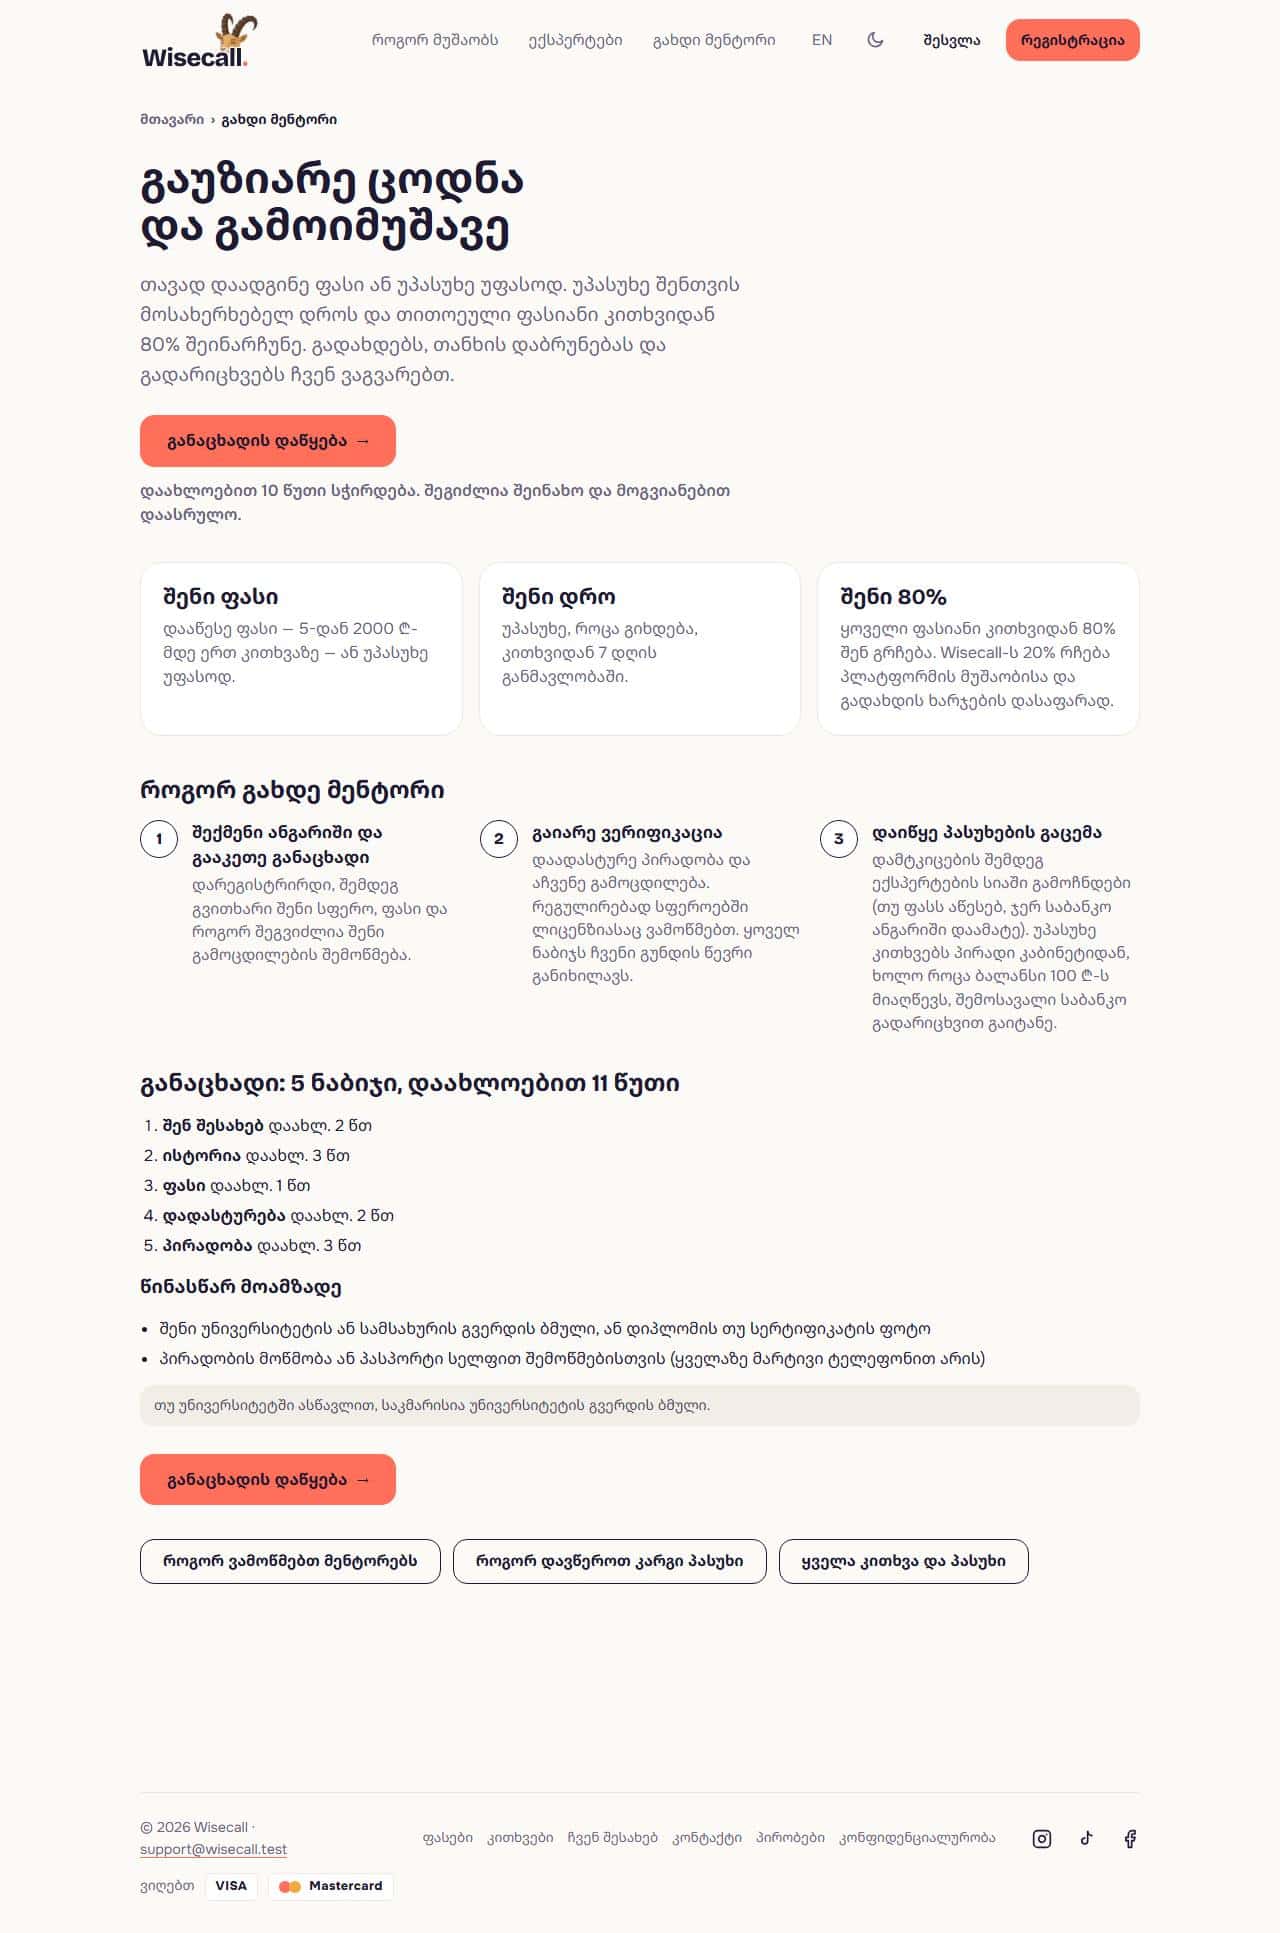 Wisecall.
როგორ მუშაობს
ექსპერტები
გახდი მენტორი
EN
შესვლა
რეგისტრაცია
მთავარი › გახდი მენტორი
გაუზიარე ცოდნა
და გამოიმუშავე
თავად დაადგინე ფასი ან უპასუხე უფასოდ. უპასუხე შენთვის
მოსახერხებელ დროს და თითოეული ფასიანი კითხვიდან
80% შეინარჩუნე. გადახდებს, თანხის დაბრუნებას და
გადარიცხვებს ჩვენ ვაგვარებთ.
განაცხადის დაწყება →
დაახლოებით 10 წუთი სჭირდება. შეგიძლია შეინახო და მოგვიანებით
დაასრულო.
შენი ფასი
დააწესე ფასი — 5-დან 2000 ₾-
მდე ერთ კითხვაზე — ან უპასუხე
უფასოდ.
შენი დრო
უპასუხე, როცა გიხდება,
კითხვიდან 7 დღის
განმავლობაში.
შენი 80%
ყოველი ფასიანი კითხვიდან 80%
შენ გრჩება. Wisecall-ს 20% რჩება
პლატფორმის მუშაობისა და
გადახდის ხარჯების დასაფარად.
როგორ გახდე მენტორი
1
შექმენი ანგარიში და
გააკეთე განაცხადი
დარეგისტრირდი, შემდეგ
გვითხარი შენი სფერო, ფასი და
როგორ შეგვიძლია შენი
გამოცდილების შემოწმება.
2
გაიარე ვერიფიკაცია
დაადასტურე პირადობა და
აჩვენე გამოცდილება.
რეგულირებად სფეროებში
ლიცენზიასაც ვამოწმებთ. ყოველ
ნაბიჯს ჩვენი გუნდის წევრი
განიხილავს.
3
დაიწყე პასუხების გაცემა
დამტკიცების შემდეგ
ექსპერტების სიაში გამოჩნდები
(თუ ფასს აწესებ, ჯერ საბანკო
ანგარიში დაამატე). უპასუხე
კითხვებს პირადი კაბინეტიდან,
ხოლო როცა ბალანსი 100 ₾-ს
მიაღწევს, შემოსავალი საბანკო
გადარიცხვით გაიტანე.
განაცხადი: 5 ნაბიჯი, დაახლოებით 11 წუთი
1. შენ შესახებ დაახლ. 2 წთ
2. ისტორია დაახლ. 3 წთ
3. ფასი დაახლ. 1 წთ
4. დადასტურება დაახლ. 2 წთ
5. პირადობა დაახლ. 3 წთ
წინასწარ მოამზადე
• შენი უნივერსიტეტის ან სამსახურის გვერდის ბმული, ან დიპლომის თუ სერტიფიკატის ფოტო
• პირადობის მოწმობა ან პასპორტი სელფით შემოწმებისთვის (ყველაზე მარტივი ტელეფონით არის)
თუ უნივერსიტეტში ასწავლით, საკმარისია უნივერსიტეტის გვერდის ბმული.
განაცხადის დაწყება →
როგორ ვამოწმებთ მენტორებს
როგორ დავწეროთ კარგი პასუხი
ყველა კითხვა და პასუხი
© 2026 Wisecall ·
support@wisecall.test
ფასები
კითხვები
ჩვენ შესახებ
კონტაქტი
პირობები
კონფიდენციალურობა
ვიღებთ
VISA
Mastercard